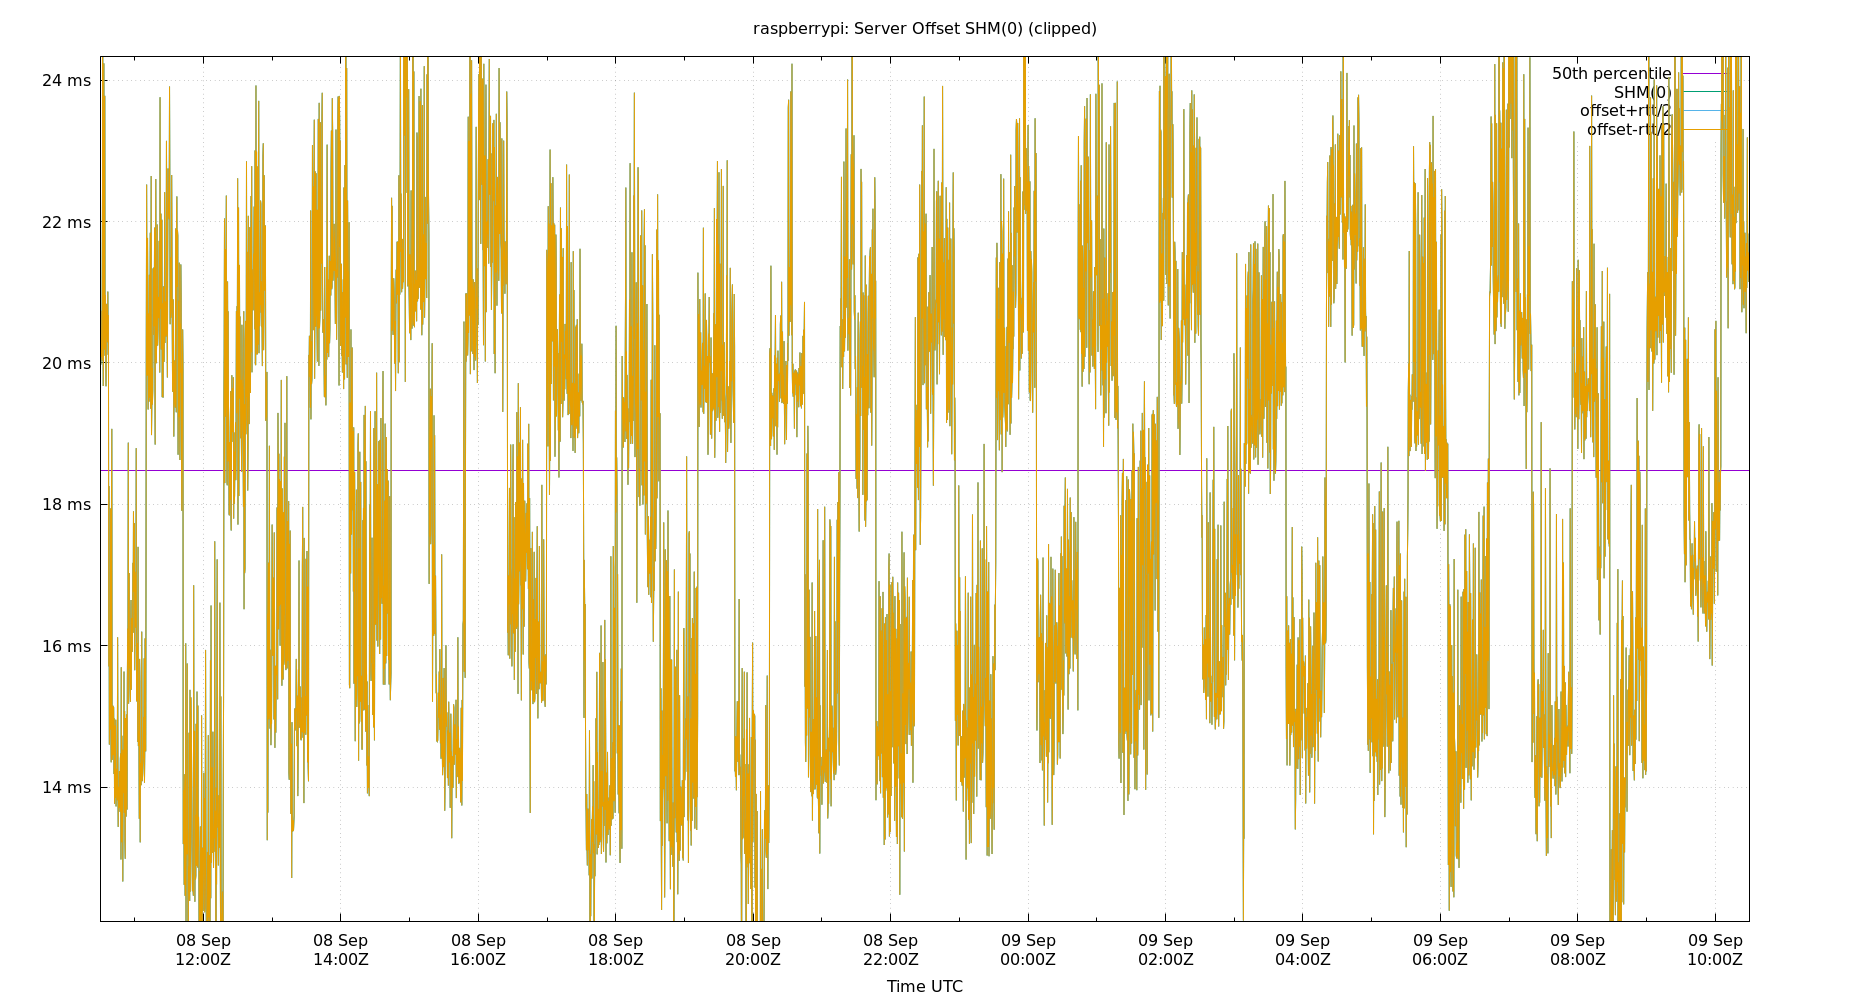 raspberrypi: Server Offset SHM(0) (clipped)
50th percentile
SHM(0)
offset+rtt/2
offset-rtt/2
24 ms
22 ms
20 ms
18 ms
16 ms
14 ms
08 Sep 08 Sep 08 Sep 08 Sep 08 Sep 08 Sep 09 Sep 09 Sep 09 Sep 09 Sep 09 Sep 09 Sep
12:00Z 14:00Z 16:00Z 18:00Z 20:00Z 22:00Z 00:00Z 02:00Z 04:00Z 06:00Z 08:00Z 10:00Z
Time UTC